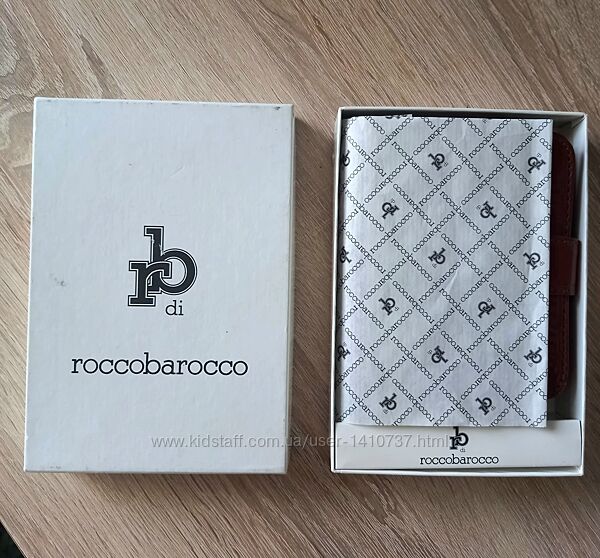 rb
di
roccobarocco
www.kidstaff.com.ua/user-1410737.html
rb
di
roccobarocco